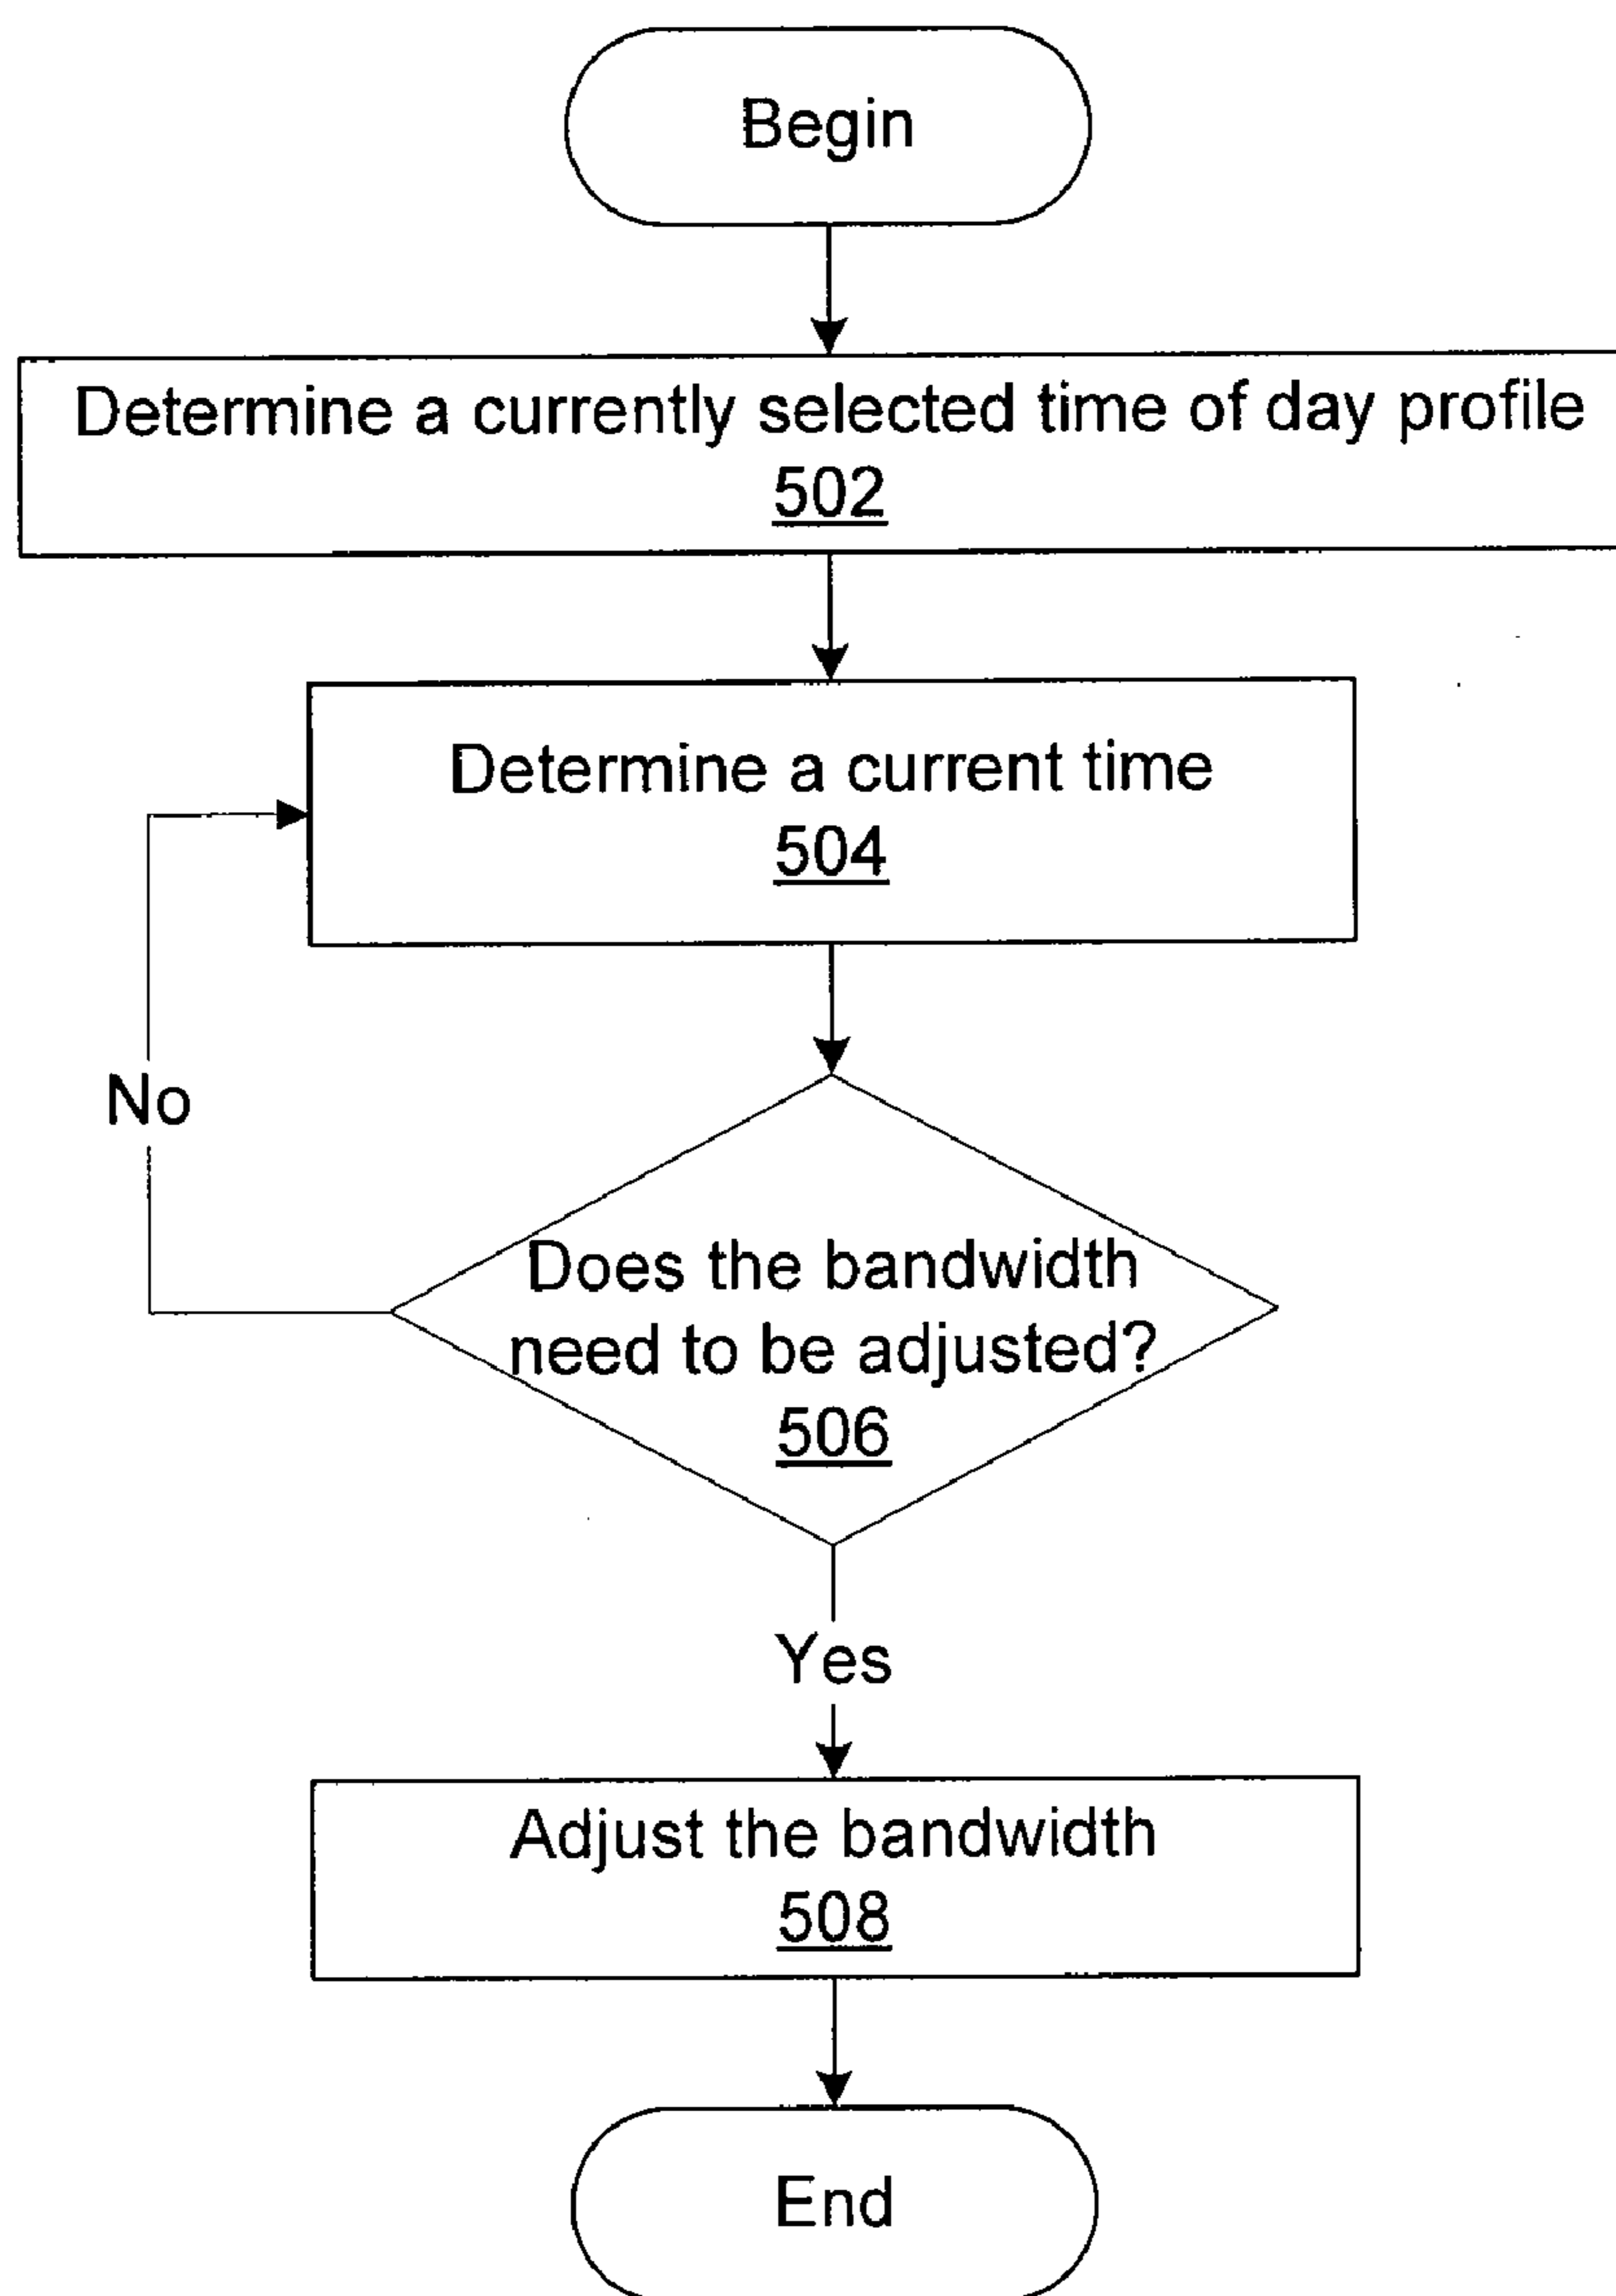 Begin
Determine a currently selected time of day profile
502
Determine a current time
504
No
Does the bandwidth
need to be adjusted?
506
Yes
Adjust the bandwidth
508
End